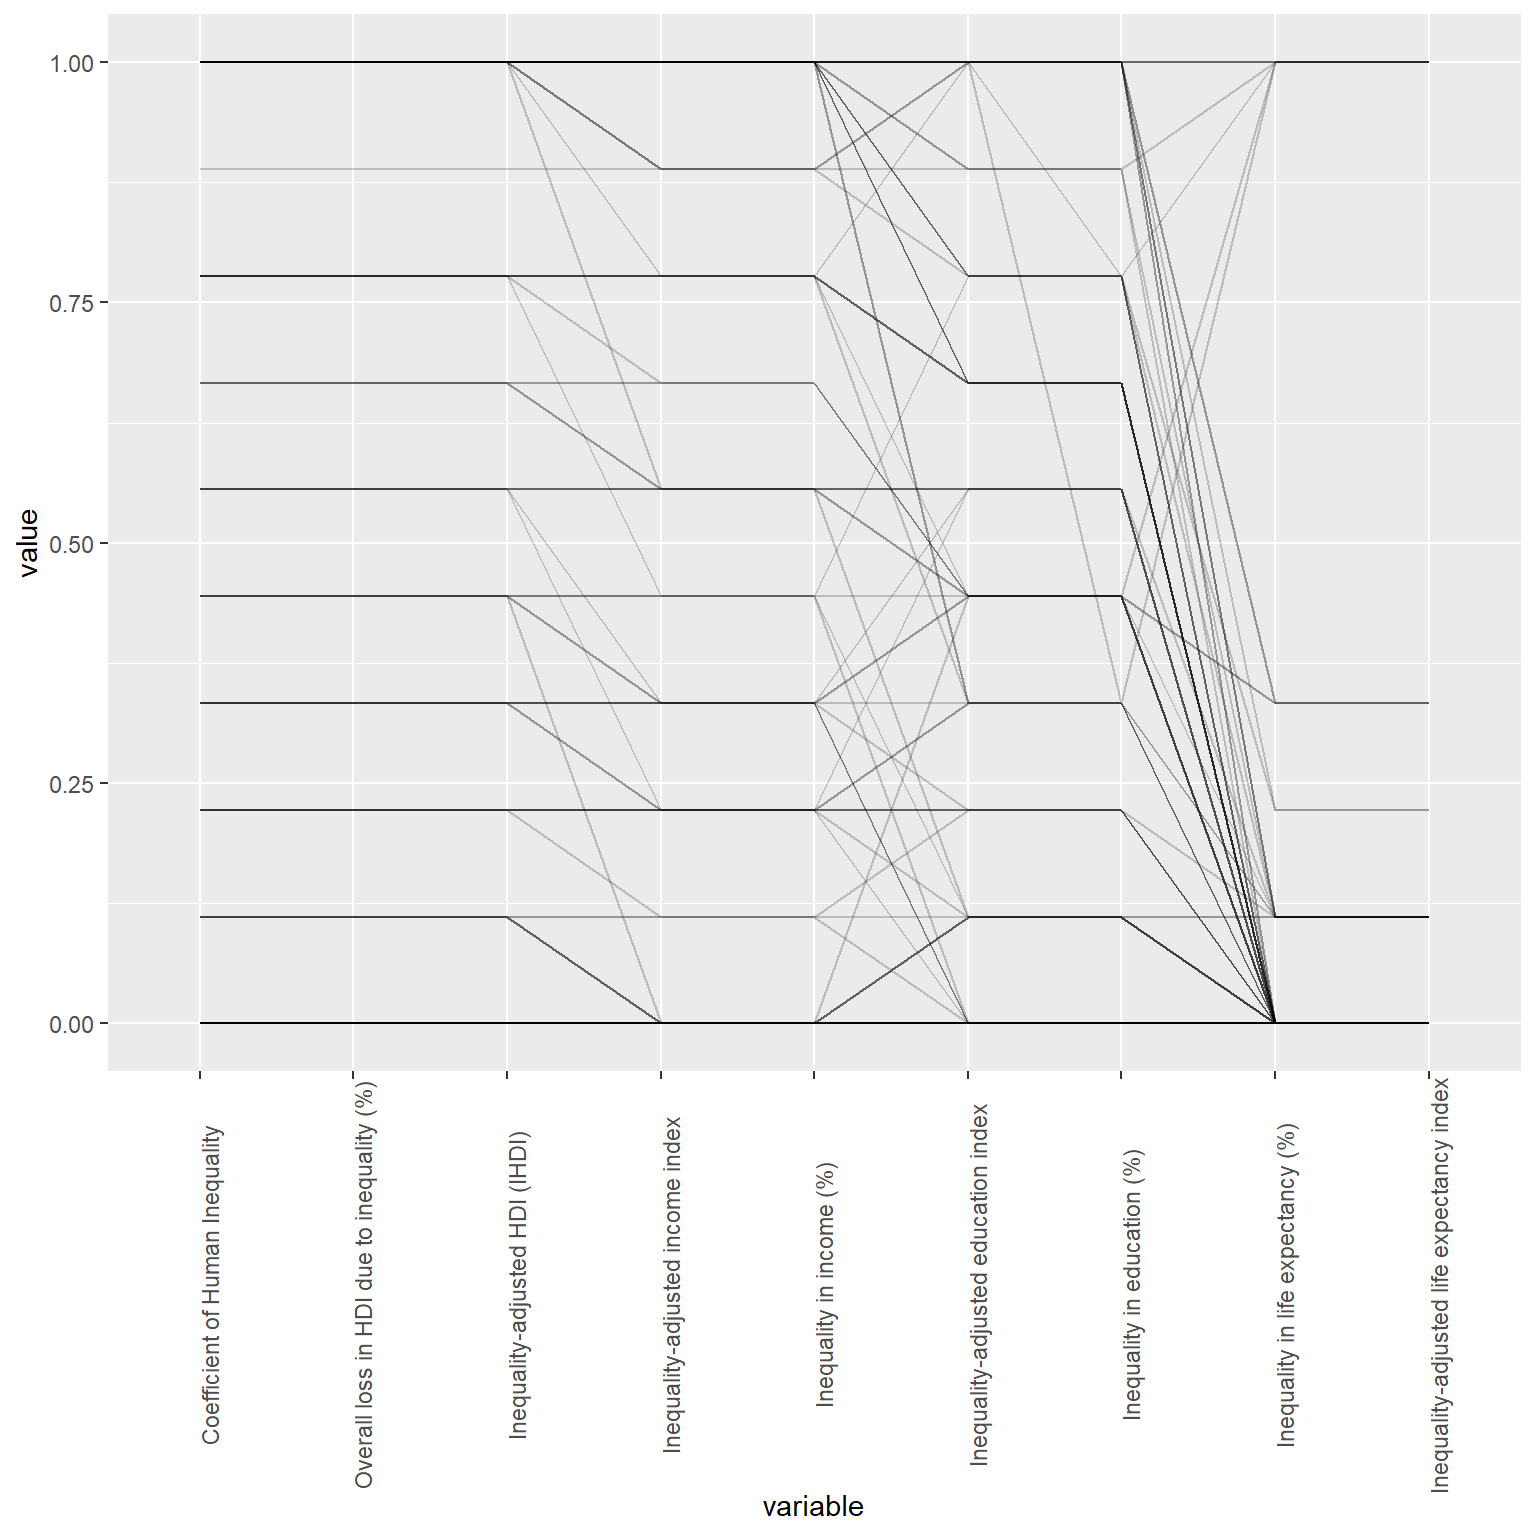 1.00
0.75
0.50
0.25
0.00
value
Coefficient of Human Inequality
Overall loss in HDI due to inequality (%)
Inequality-adjusted HDI (IHDI)
Inequality-adjusted income index
Inequality in income (%)
Inequality-adjusted education index
Inequality in education (%)
Inequality in life expectancy (%)
Inequality-adjusted life expectancy index
variable